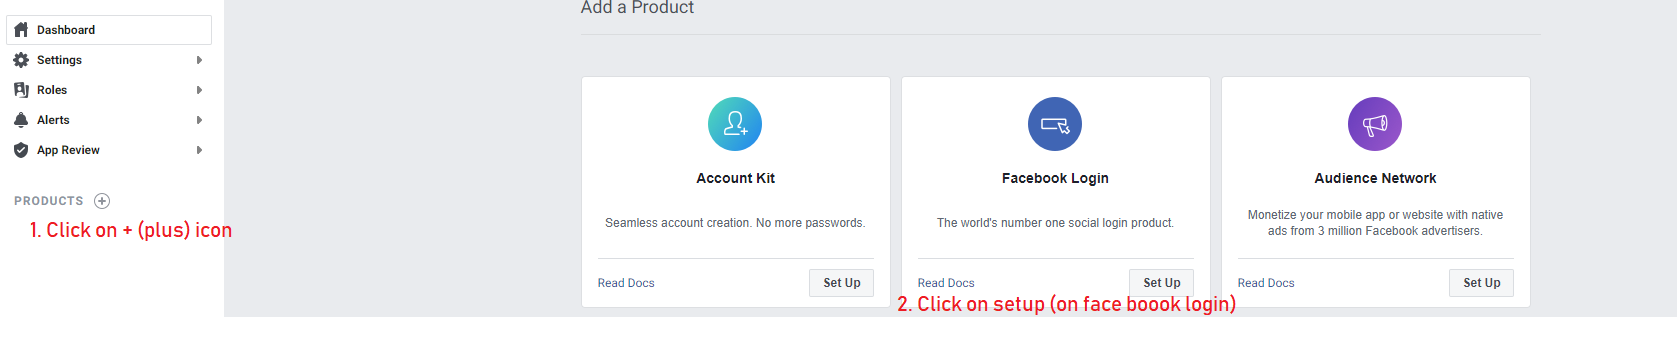 Add a Product
Dashboard
Settings
Roles
Alerts
App Review
PRODUCTS
1. Click on + (plus) icon
Account Kit
Seamless account creation. No more passwords.
Read Docs
Set Up
Facebook Login
The world's number one social login product.
Read Docs
Set Up
2. Click on setup (on face boook login)
Audience Network
Monetize your mobile app or website with native
ads from 3 million Facebook advertisers.
Read Docs
Set Up